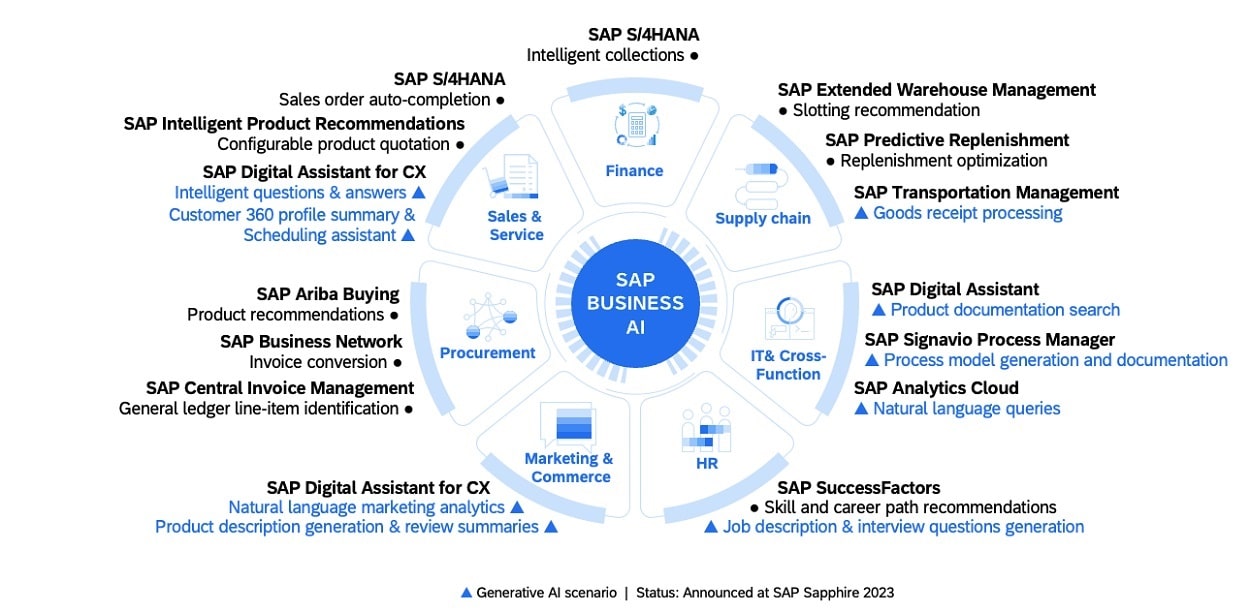 SAP S/4HANA
Intelligent collections ●
SAP S/4HANA
Sales order auto-completion ●
SAP Intelligent Product Recommendations
Configurable product quotation ●
SAP Digital Assistant for CX
Intelligent questions & answers ▲
Customer 360 profile summary &
Scheduling assistant ▲
SAP Extended Warehouse Management
● Slotting recommendation
SAP Predictive Replenishment
● Replenishment optimization
SAP Transportation Management
▲ Goods receipt processing
Finance
Sales &
Service
Supply chain
SAP
BUSINESS
AI
SAP Ariba Buying
Product recommendations ●
SAP Business Network
Invoice conversion ●
SAP Central Invoice Management
General ledger line-item identification ●
Procurement
IT& Cross-
Function
SAP Digital Assistant
▲ Product documentation search
SAP Signavio Process Manager
▲ Process model generation and documentation
SAP Analytics Cloud
▲ Natural language queries
Marketing &
Commerce
HR
SAP Digital Assistant for CX
Natural language marketing analytics ▲
Product description generation & review summaries ▲
SAP SuccessFactors
● Skill and career path recommendations
▲ Job description & interview questions generation
▲ Generative AI scenario | Status: Announced at SAP Sapphire 2023